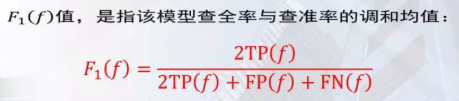 F₁(f)值，是指该模型查全率与查准率的调和均值：
F₁(f) = 2TP(f) / (2TP(f) + FP(f) + FN(f))